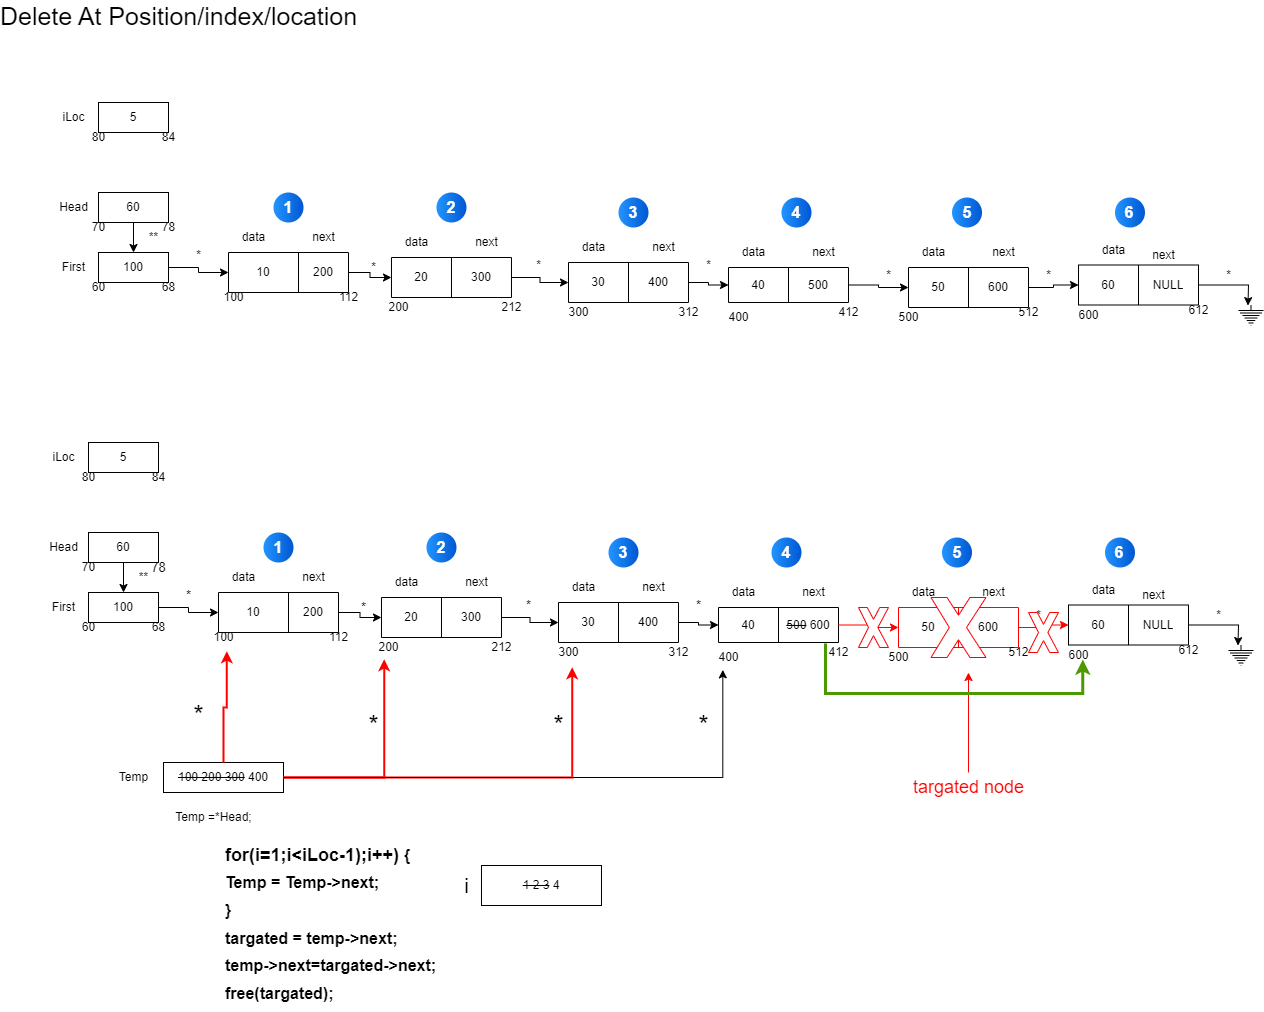 Delete At Position/index/location
iLoc 5
80 84
Head 60
70 78
**
1 2 3 4 5 6
data next data next data next data next data next data next
First 100 * 10 200 * 20 300 * 30 400 * 40 500 * 50 600 * 60 NULL *
60 68 100 112 200 212 300 312 400 412 500 512 600 612
iLoc 5
80 84
Head 60
70 78
**
1 2 3 4 5 6
data next data next data next data next data next data next
First 100 * 10 200 * 20 300 * 30 400 * 40 500 600 50 600 * 60 NULL *
60 68 100 112 200 212 300 312 400 412 500 512 600 612
* * * *
Temp 100 200 300 400
targated node
Temp =*Head;
for(i=1;i<iLoc-1);i++) {
Temp = Temp->next;
i 1 2 3 4
}
targated = temp->next;
temp->next=targated->next;
free(targated);